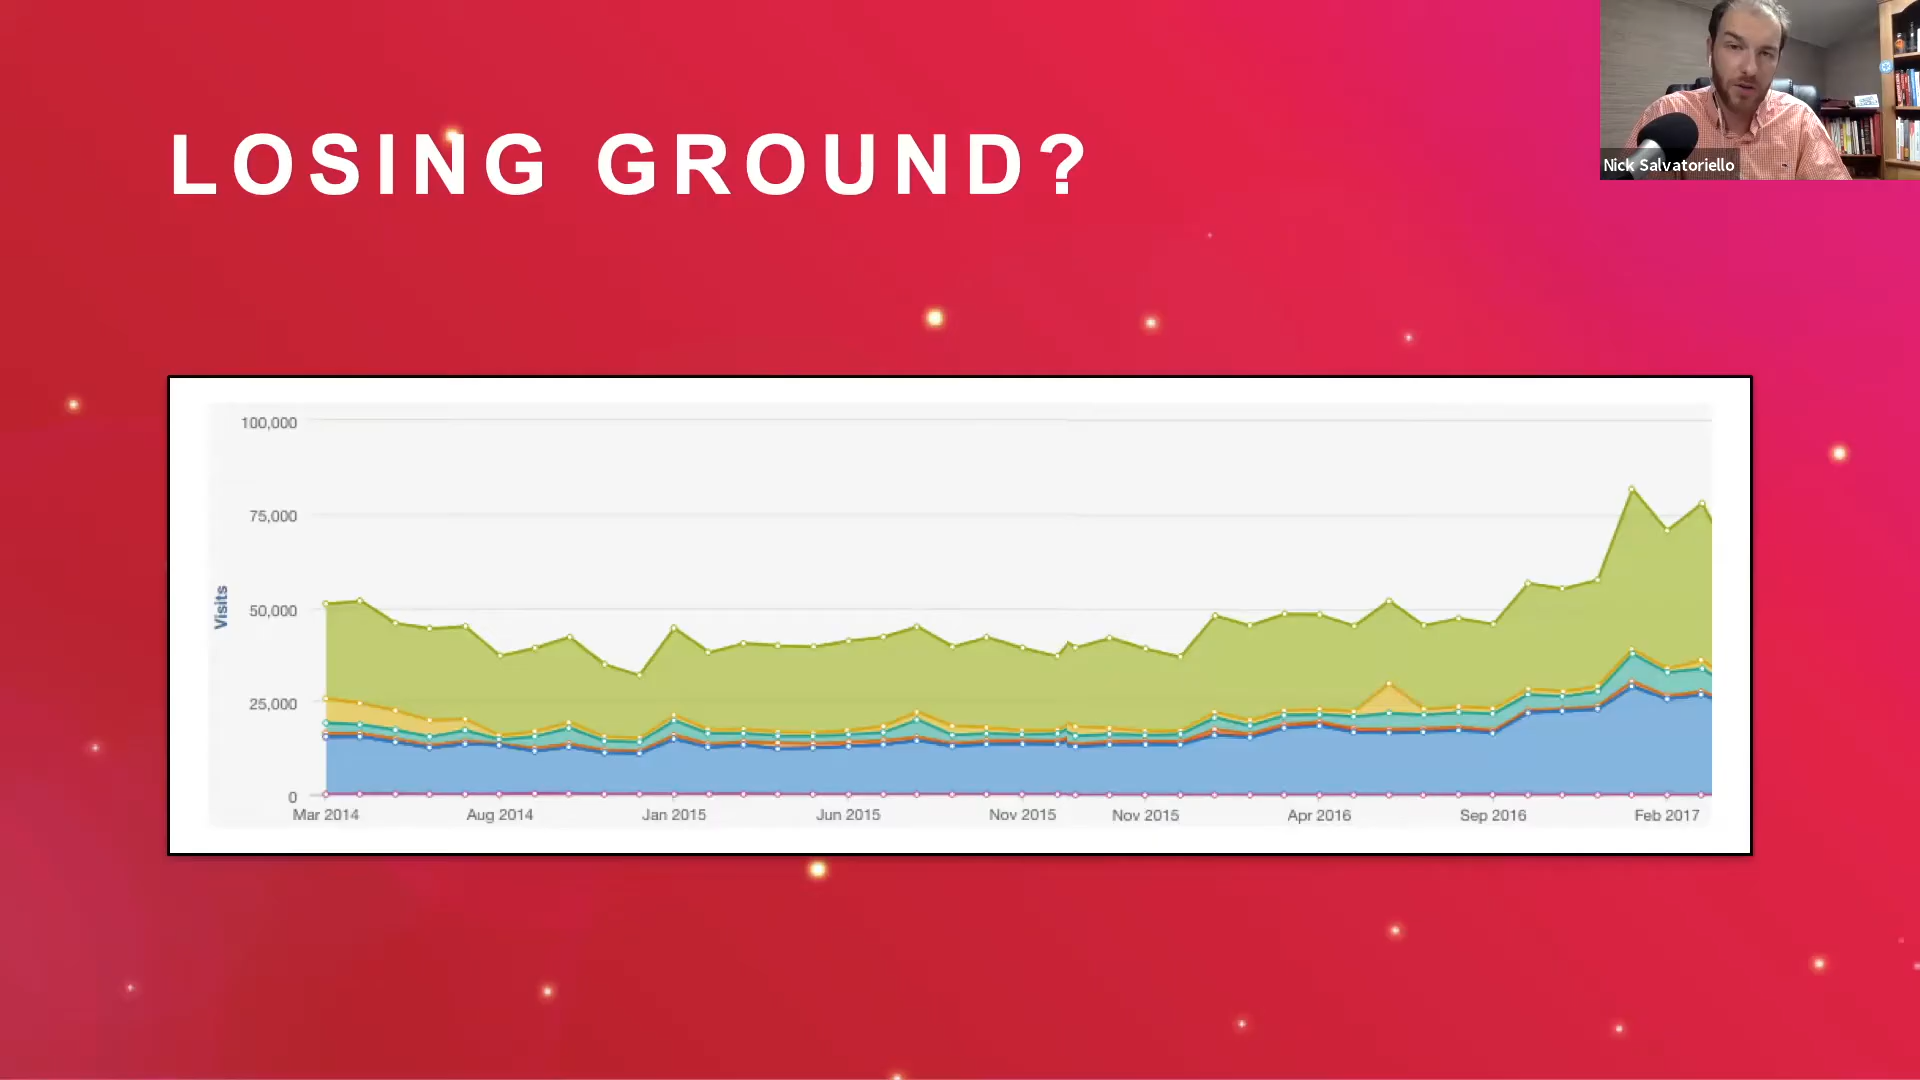 LOSING GROUND?
Nick Salvatoriello
100,000
75,000
50,000
25,000
0
Visits
Mar 2014
Aug 2014
Jan 2015
Jun 2015
Nov 2015
Nov 2015
Apr 2016
Sep 2016
Feb 2017